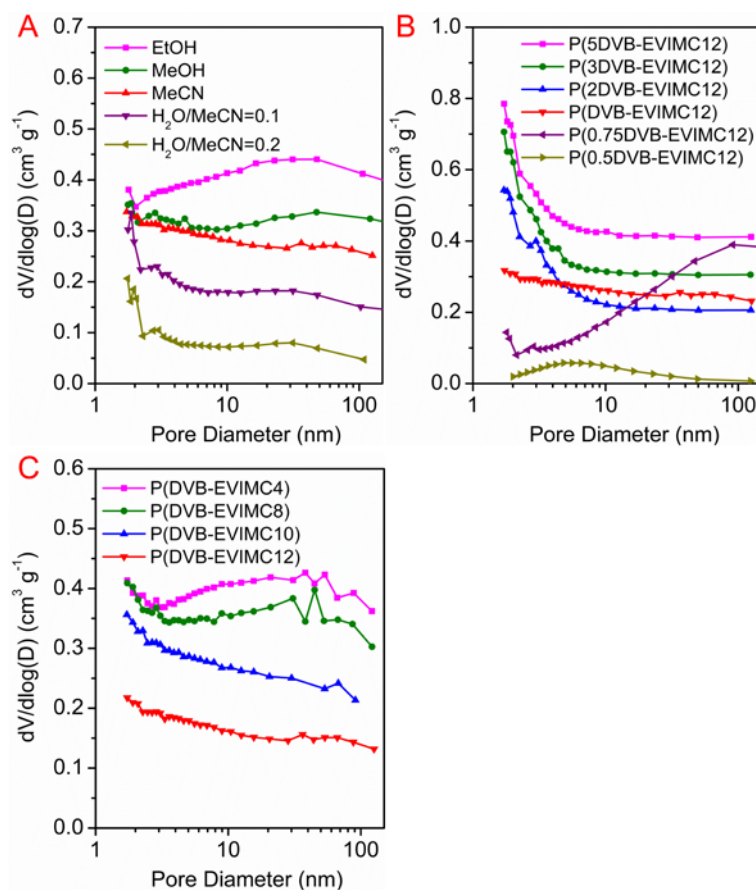 A
EtOH
MeOH
MeCN
H₂O/MeCN=0.1
H₂O/MeCN=0.2
0.7
0.6
0.5
0.4
0.3
0.2
0.1
0.0
dV/dlog(D) (cm³ g⁻¹)
1 10 100
Pore Diameter (nm)
B
P(5DVB-EVIMC12)
P(3DVB-EVIMC12)
P(2DVB-EVIMC12)
P(DVB-EVIMC12)
P(0.75DVB-EVIMC12)
P(0.5DVB-EVIMC12)
1.0
0.8
0.6
0.4
0.2
0.0
dV/dlog(D) (cm³ g⁻¹)
1 10 100
Pore Diameter (nm)
C
P(DVB-EVIMC4)
P(DVB-EVIMC8)
P(DVB-EVIMC10)
P(DVB-EVIMC12)
0.6
0.5
0.4
0.3
0.2
0.1
0.0
dV/dlog(D) (cm³ g⁻¹)
1 10 100
Pore Diameter (nm)